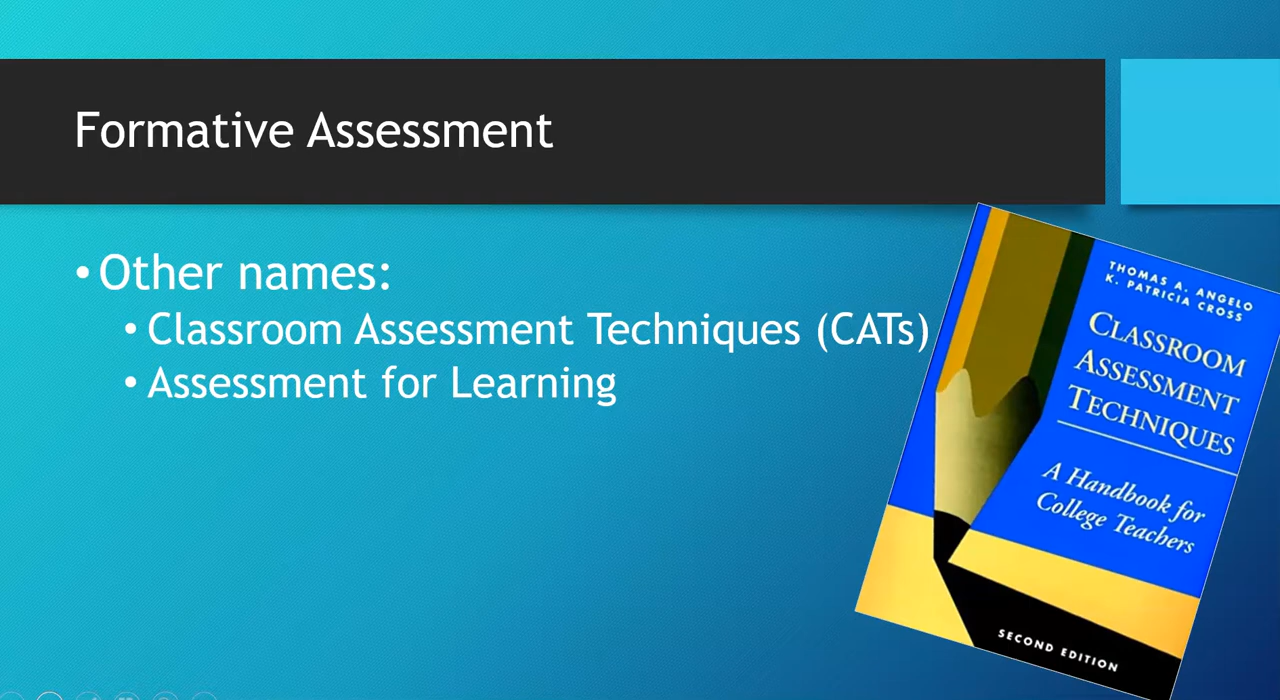 Formative Assessment
• Other names:
• Classroom Assessment Techniques (CATs)
• Assessment for Learning
THOMAS A. ANGELO
K. PATRICIA CROSS
CLASSROOM
ASSESSMENT
TECHNIQUES
A Handbook for
College Teachers
SECOND EDITION